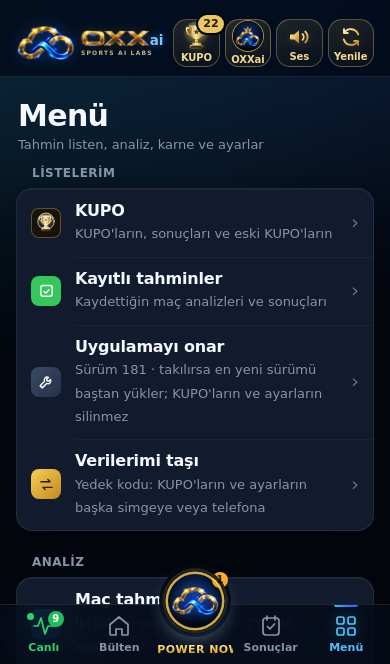 OXXai
SPORTS AI LABS
22
KUPO
OXXai
Ses
Yenile
Menü
Tahmin listen, analiz, karne ve ayarlar
LİSTELERİM
KUPO
KUPO'ların, sonuçları ve eski KUPO'ların
Kayıtlı tahminler
Kaydettiğin maç analizleri ve sonuçları
Uygulamayı onar
Sürüm 181 · takılırsa en yeni sürümü
baştan yükler; KUPO'ların ve ayarların
silinmez
Verilerimi taşı
Yedek kodu: KUPO'ların ve ayarların
başka simgeye veya telefona
ANALİZ
Maç tahm
9
Canlı
Bülten
POWER NOW
Sonuçlar
Menü